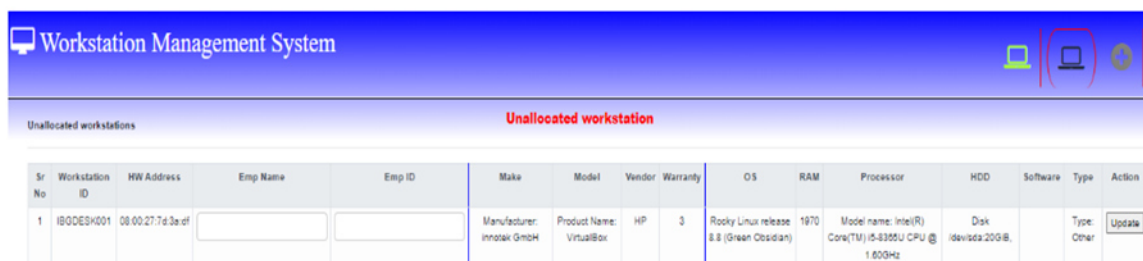 Workstation Management System
Unallocated workstations
Unallocated workstation
Sr No Workstation ID HW Address Emp Name Emp ID Make Model Vendor Warranty OS RAM Processor HDD Software Type Action
1 IBGDESK001 08:00:27:7d:3a:df Manufacturer: Product Name: HP 3 Rocky Linux release 1970 Model name: Intel(R) Disk Type: Update
innotek GmbH VirtualBox 8.8 (Green Obsidian) Core(TM) i5-8365U CPU @ /dev/sda:20GiB, Other
1.60GHz